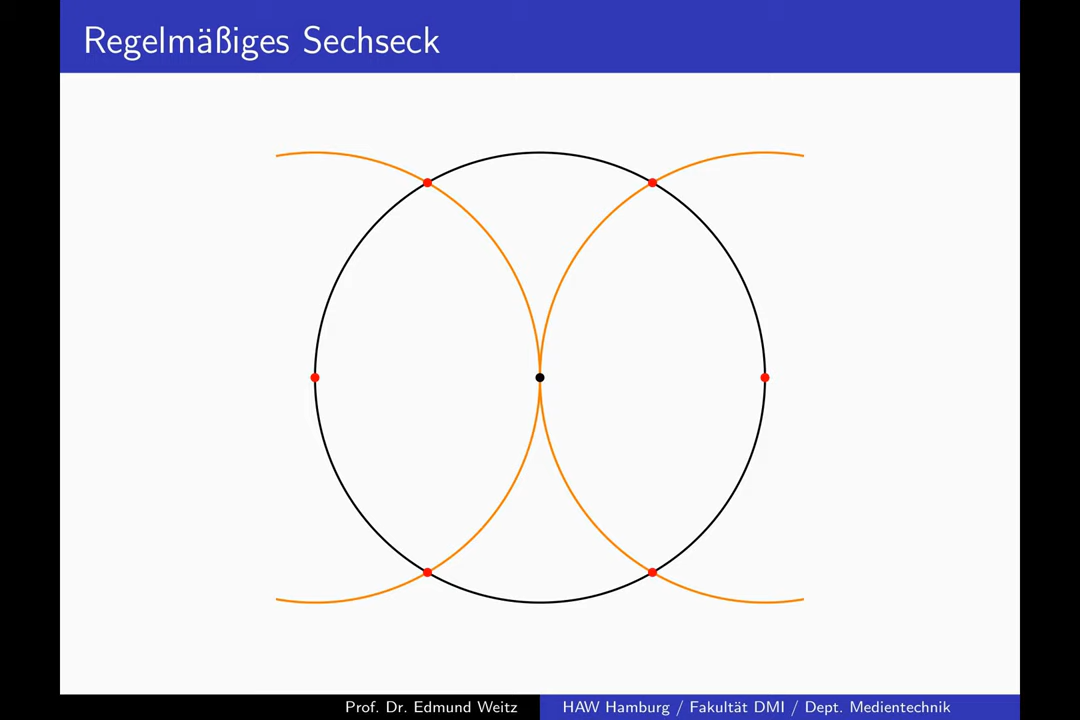 Regelmäßiges Sechseck
Prof. Dr. Edmund Weitz
HAW Hamburg / Fakultät DMI / Dept. Medientechnik